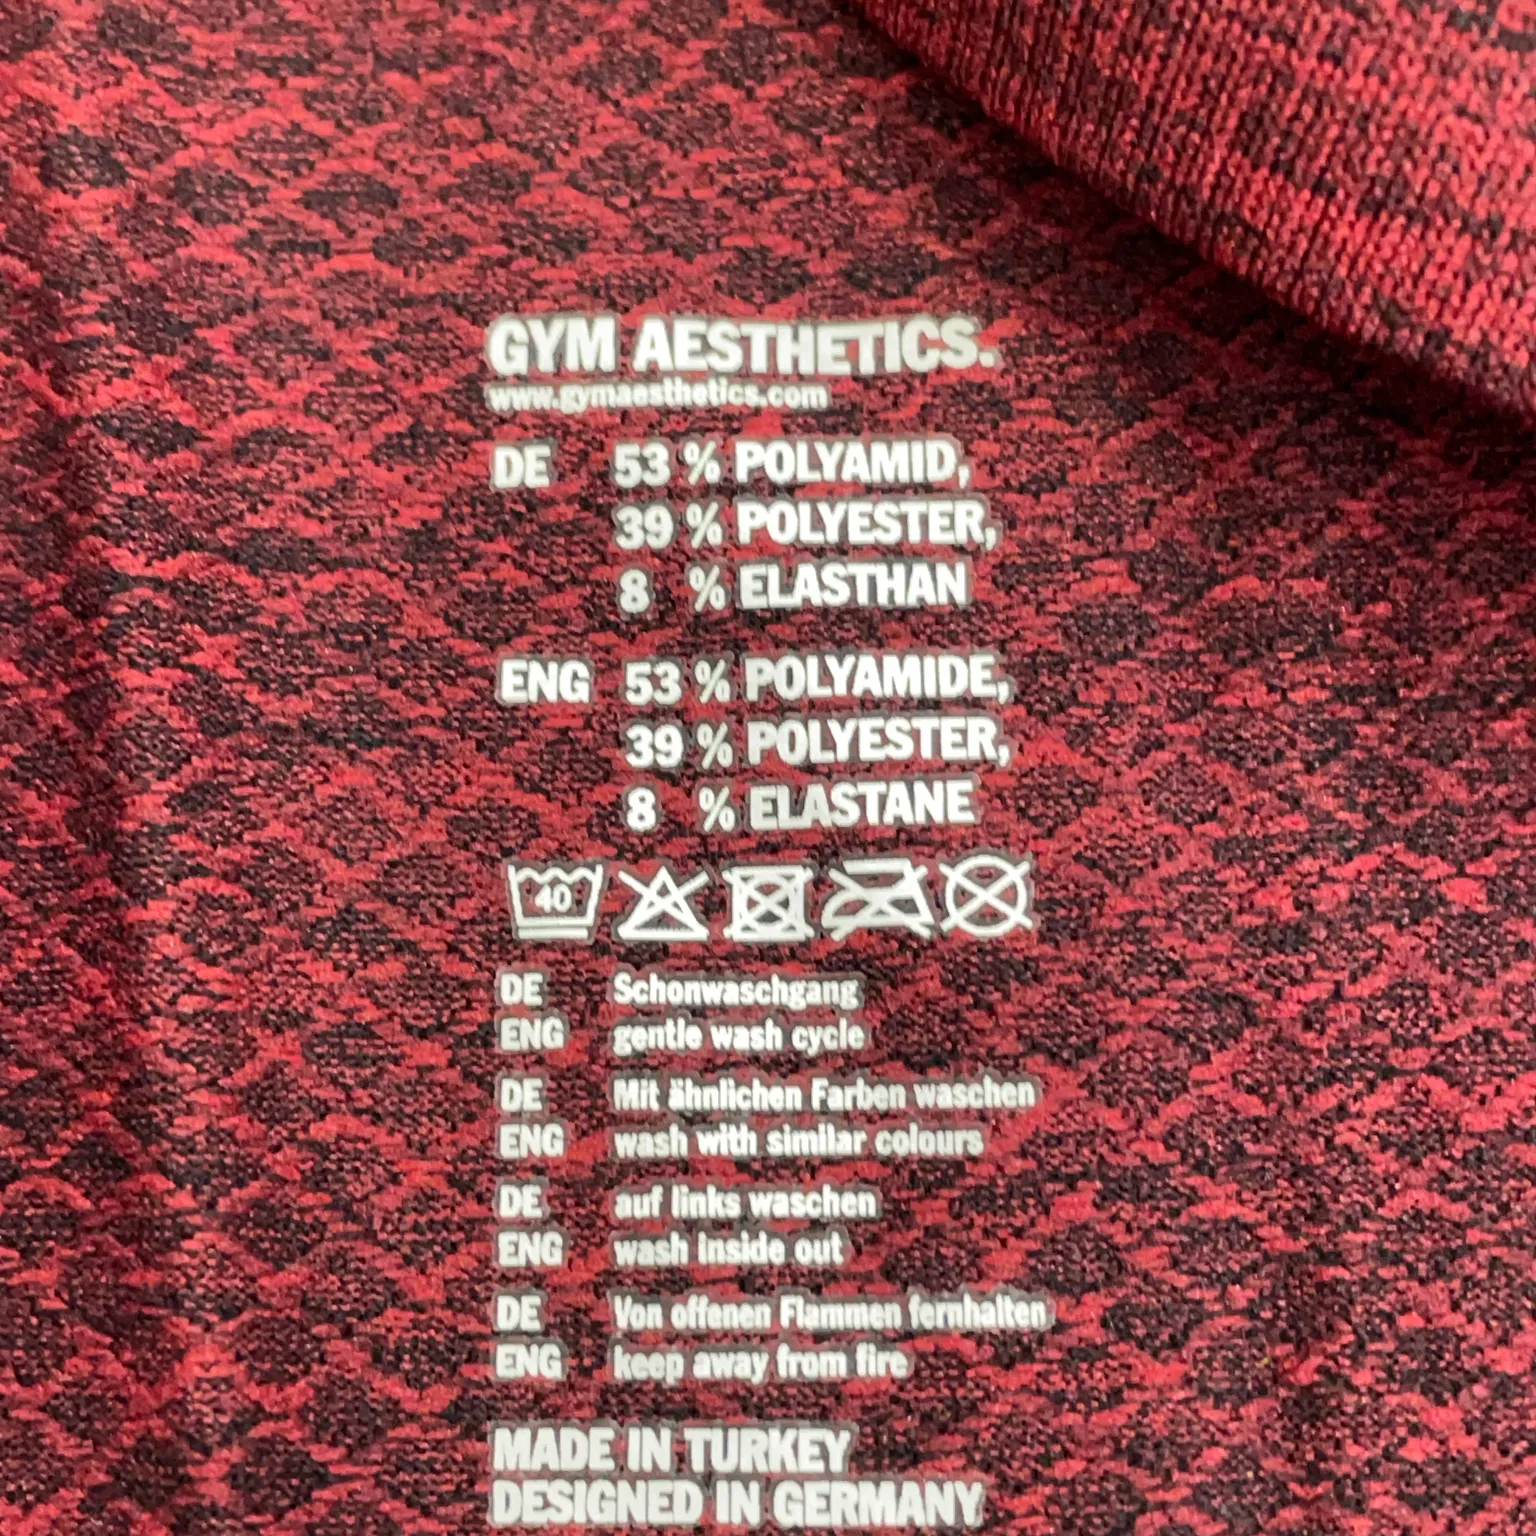 GYM AESTHETICS.
www.gymaesthetics.com
DE 53 % POLYAMID,
39 % POLYESTER,
8 % ELASTHAN
ENG 53 % POLYAMIDE,
39 % POLYESTER,
8 % ELASTANE
40
DE Schonwaschgang
ENG gentle wash cycle
DE Mit ähnlichen Farben waschen
ENG wash with similar colours
DE auf links waschen
ENG wash inside out
DE Von offenen Flammen fernhalten
ENG keep away from fire
MADE IN TURKEY
DESIGNED IN GERMANY